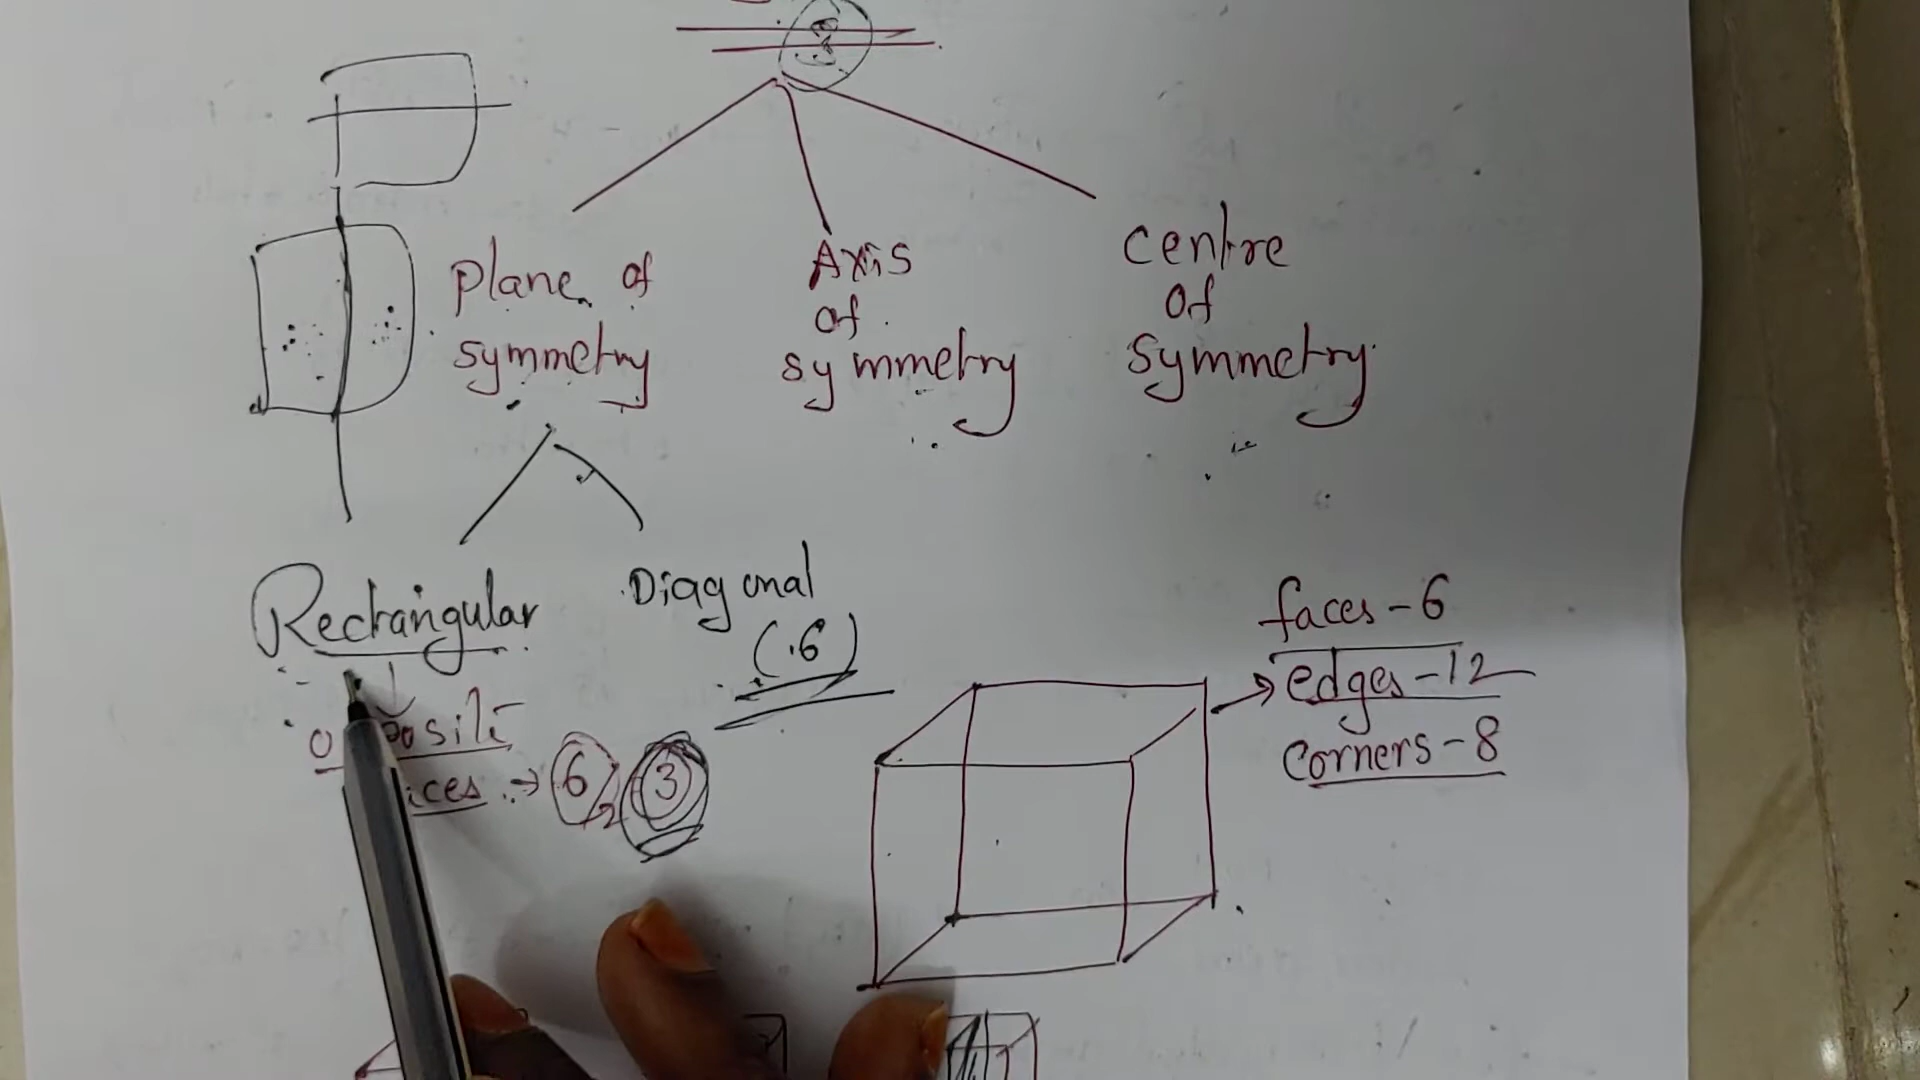 Plane of
symmetry
Axis
of
symmetry
Centre
Of
Symmetry
Rectangular
Diagonal
(.6)
faces-6
edges-12
corners-8
→ 6/2 3